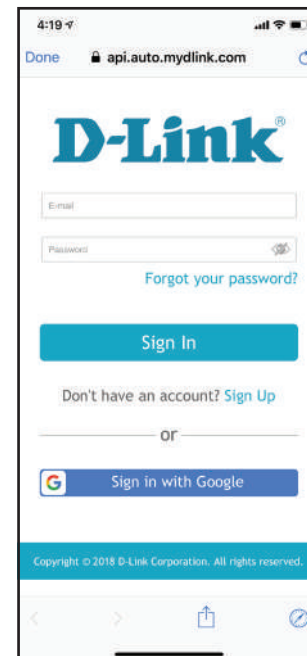 4:19
Done api.auto.mydlink.com
D-Link®
E-mail
Password
Forgot your password?
Sign In
Don't have an account? Sign Up
or
G Sign in with Google
Copyright © 2018 D-Link Corporation. All rights reserved.